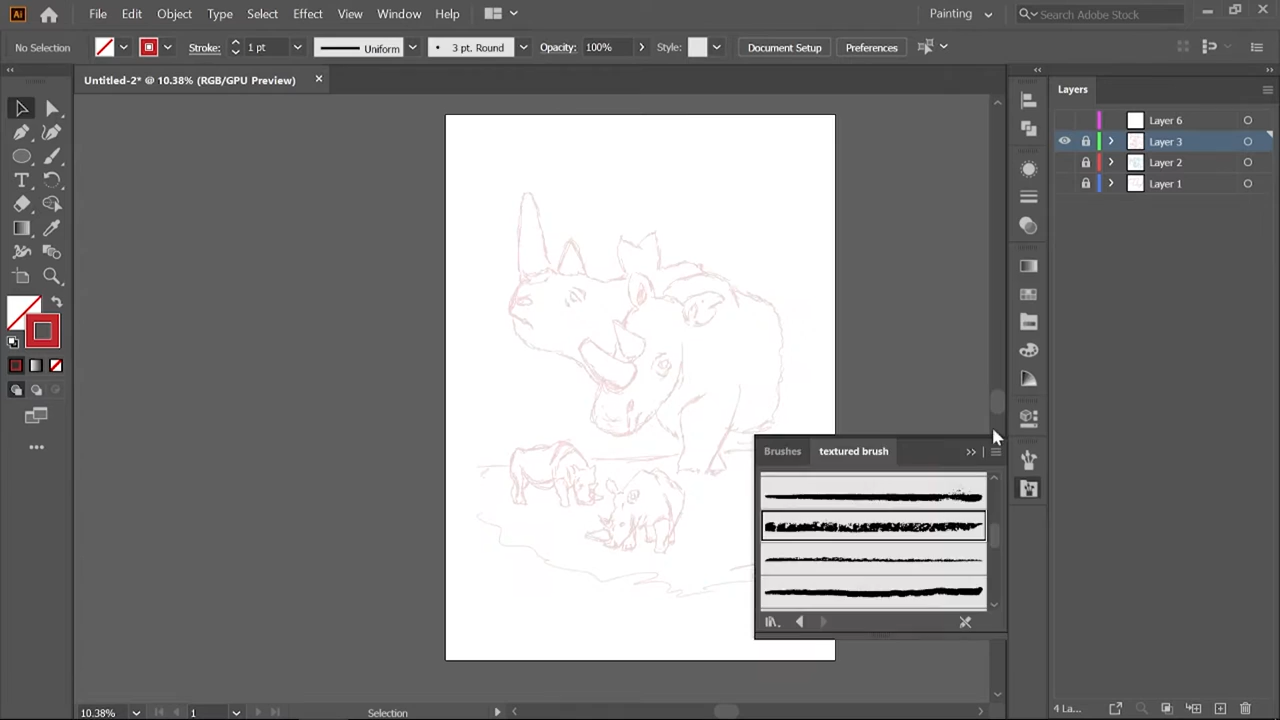 Ai File Edit Object Type Select Effect View Window Help Painting Search Adobe Stock
No Selection Stroke: 1 pt Uniform 3 pt. Round Opacity: 100% Style: Document Setup Preferences
Untitled-2* @ 10.38% (RGB/GPU Preview)
Layers
Layer 6
Layer 3
Layer 2
Layer 1
Brushes textured brush
10.38% 1 Selection 4 La...